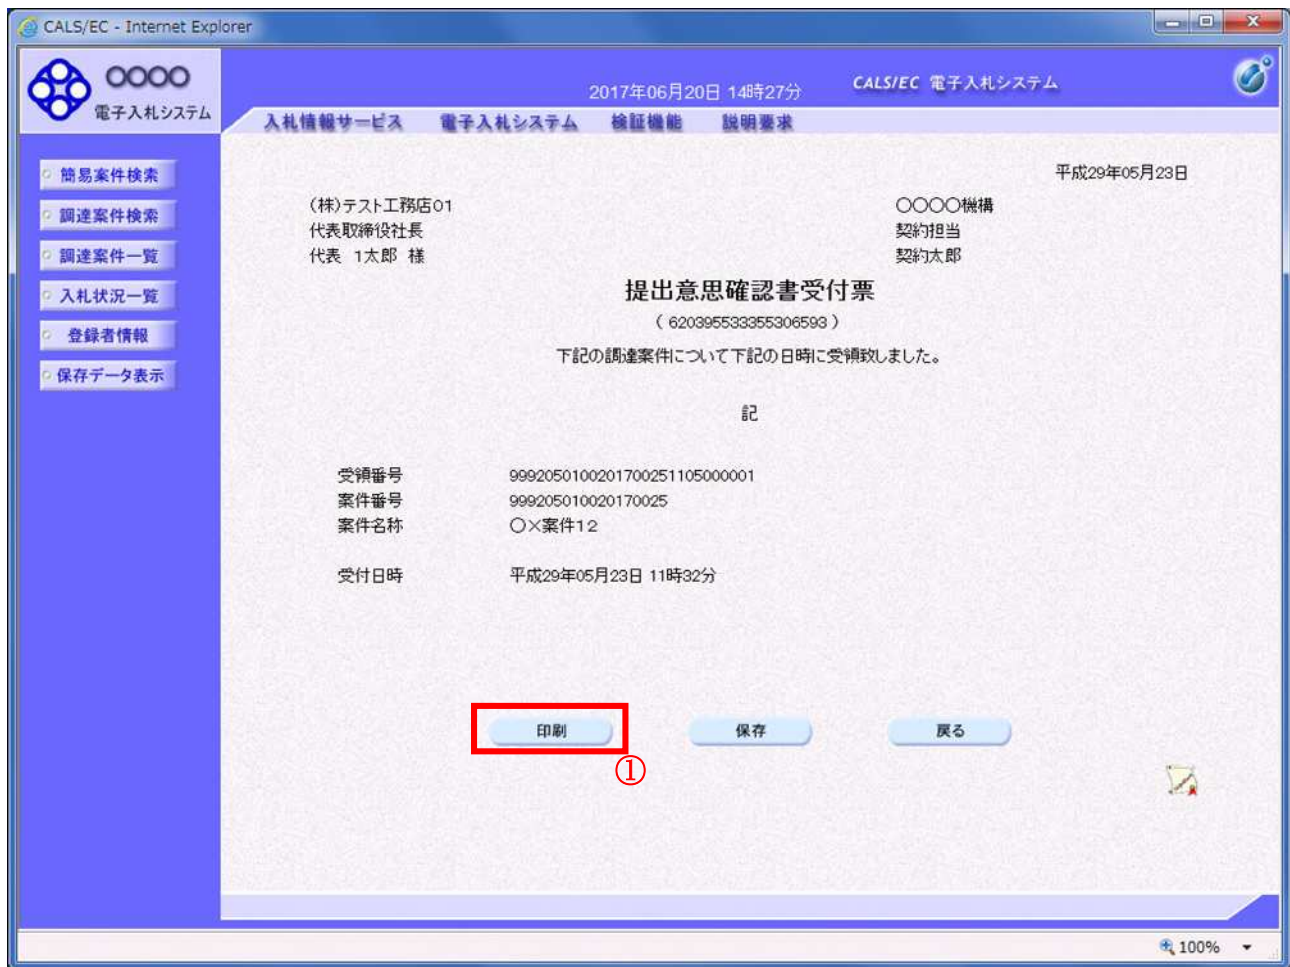 CALS/EC - Internet Explorer
〇〇〇〇
電子入札システム
2017年06月20日 14時27分
CALS/EC 電子入札システム
入札情報サービス 電子入札システム 検証機能 説明要求
簡易案件検索
調達案件検索
調達案件一覧
入札状況一覧
登録者情報
保存データ表示
平成29年05月23日
(株)テスト工務店01
代表取締役社長
代表 1太郎 様
〇〇〇〇機構
契約担当
契約太郎
提出意思確認書受付票
( 620395533355306593 )
下記の調達案件について下記の日時に受領致しました。
記
受領番号 9992050100201700251105000001
案件番号 999205010020170025
案件名称 〇×案件12
受付日時 平成29年05月23日 11時32分
印刷 保存 戻る
①
100%